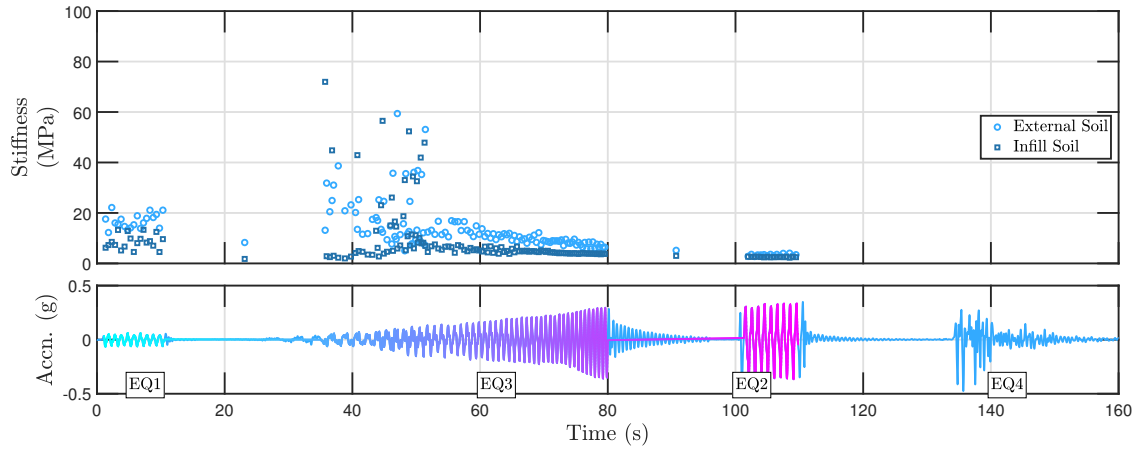 100
80
60
40
20
0
Stiffness
(MPa)
External Soil
Infill Soil
0.5
0
-0.5
Accn. (g)
EQ1
EQ3
EQ2
EQ4
0 20 40 60 80 100 120 140 160
Time (s)